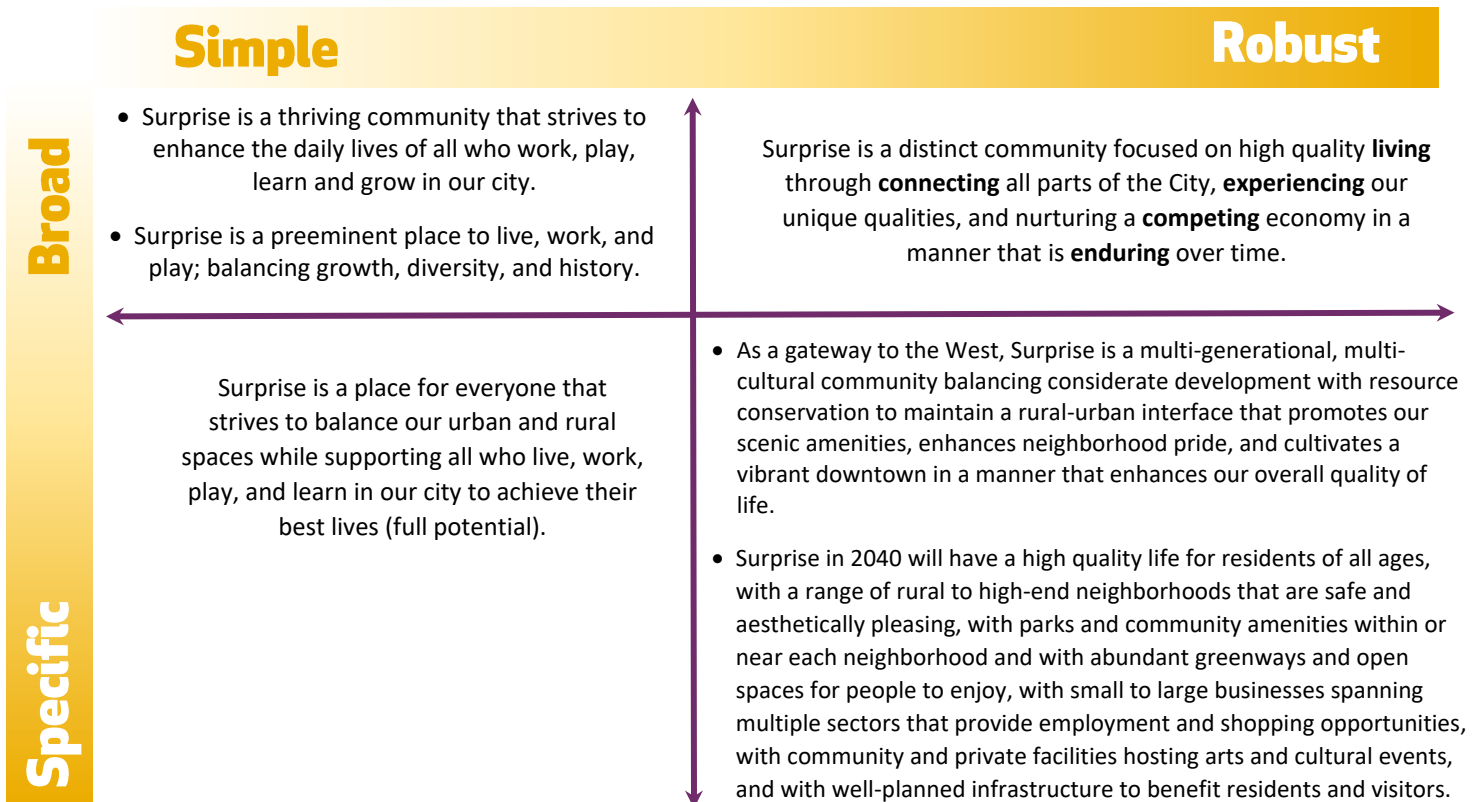 Simple
Robust
Broad
• Surprise is a thriving community that strives to
enhance the daily lives of all who work, play,
learn and grow in our city.
• Surprise is a preeminent place to live, work, and
play; balancing growth, diversity, and history.
Surprise is a distinct community focused on high quality living
through connecting all parts of the City, experiencing our
unique qualities, and nurturing a competing economy in a
manner that is enduring over time.
Specific
Surprise is a place for everyone that
strives to balance our urban and rural
spaces while supporting all who live, work,
play, and learn in our city to achieve their
best lives (full potential).
• As a gateway to the West, Surprise is a multi-generational, multi-
cultural community balancing considerate development with resource
conservation to maintain a rural-urban interface that promotes our
scenic amenities, enhances neighborhood pride, and cultivates a
vibrant downtown in a manner that enhances our overall quality of
life.
• Surprise in 2040 will have a high quality life for residents of all ages,
with a range of rural to high-end neighborhoods that are safe and
aesthetically pleasing, with parks and community amenities within or
near each neighborhood and with abundant greenways and open
spaces for people to enjoy, with small to large businesses spanning
multiple sectors that provide employment and shopping opportunities,
with community and private facilities hosting arts and cultural events,
and with well-planned infrastructure to benefit residents and visitors.